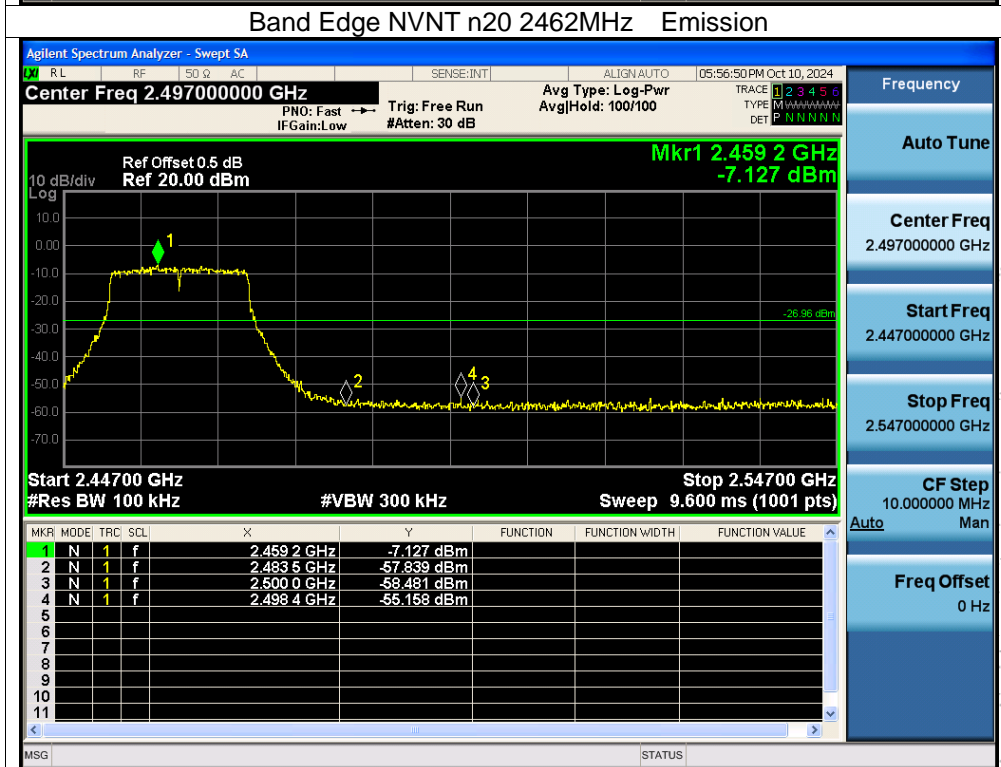 Band Edge NVNT n20 2462MHz Emission
Agilent Spectrum Analyzer - Swept SA
LXI RL RF 50 Ω AC SENSE:INT ALIGN AUTO 05:56:50 PM Oct 10, 2024
Center Freq 2.497000000 GHz Avg Type: Log-Pwr TRACE 1 2 3 4 5 6
PNO: Fast Trig: Free Run Avg|Hold: 100/100 TYPE M
IFGain:Low #Atten: 30 dB DET P N N N N N
Frequency
Auto Tune
Center Freq
2.497000000 GHz
Start Freq
2.447000000 GHz
Stop Freq
2.547000000 GHz
CF Step
10.000000 MHz
Auto Man
Freq Offset
0 Hz
Mkr1 2.459 2 GHz
-7.127 dBm
Ref Offset 0.5 dB
10 dB/div Ref 20.00 dBm
Log
10.0
0.00
-10.0
-20.0
-30.0
-40.0
-50.0
-60.0
-70.0
1
-26.96 dBm
2
4
3
Start 2.44700 GHz Stop 2.54700 GHz
#Res BW 100 kHz #VBW 300 kHz Sweep 9.600 ms (1001 pts)
MKR MODE TRC SCL X Y FUNCTION FUNCTION WIDTH FUNCTION VALUE
1 N 1 f 2.459 2 GHz -7.127 dBm
2 N 1 f 2.483 5 GHz -57.839 dBm
3 N 1 f 2.500 0 GHz -58.481 dBm
4 N 1 f 2.498 4 GHz -55.158 dBm
5
6
7
8
9
10
11
MSG STATUS